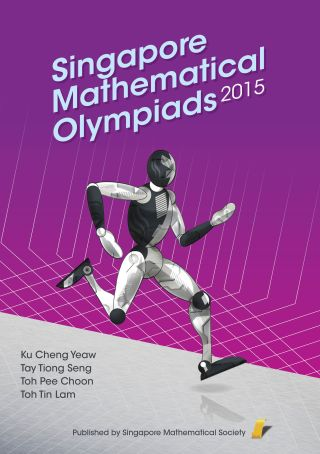 Singapore
Mathematical
Olympiads 2015
Ku Cheng Yeaw
Tay Tiong Seng
Toh Pee Choon
Toh Tin Lam
Published by Singapore Mathematical Society